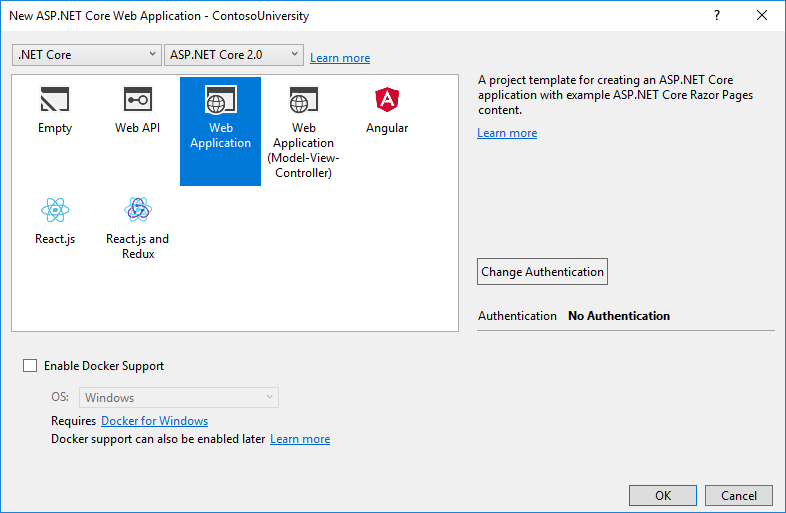 New ASP.NET Core Web Application - ContosoUniversity
.NET Core
ASP.NET Core 2.0
Learn more
Empty
Web API
Web
Application
Web
Application
(Model-View-
Controller)
Angular
React.js
React.js and
Redux
A project template for creating an ASP.NET Core
application with example ASP.NET Core Razor Pages
content.
Learn more
Change Authentication
Authentication No Authentication
Enable Docker Support
OS: Windows
Requires Docker for Windows
Docker support can also be enabled later Learn more
OK
Cancel